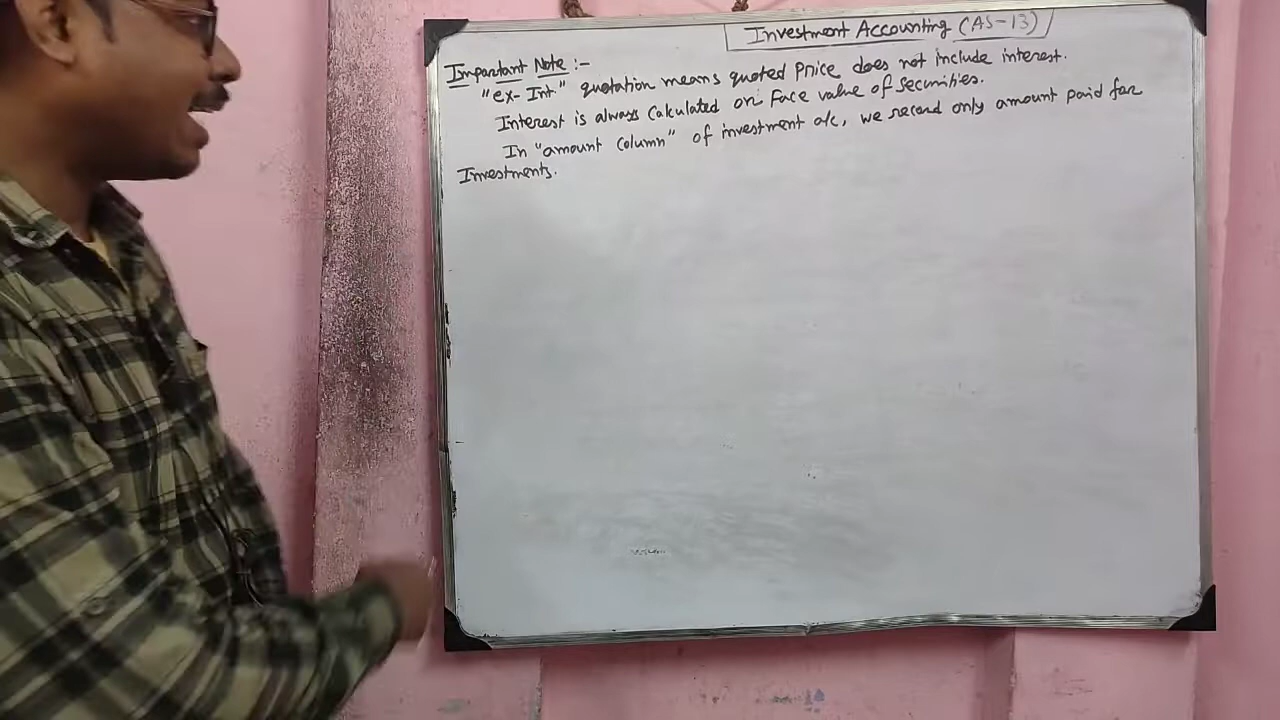 Investment Accounting (AS-13)
Important Note :-
"ex-Int." quotation means quoted Price does not include interest.
Interest is always Calculated on Face value of Securities.
In "amount Column" of investment a/c, we record only amount paid for
Investments.